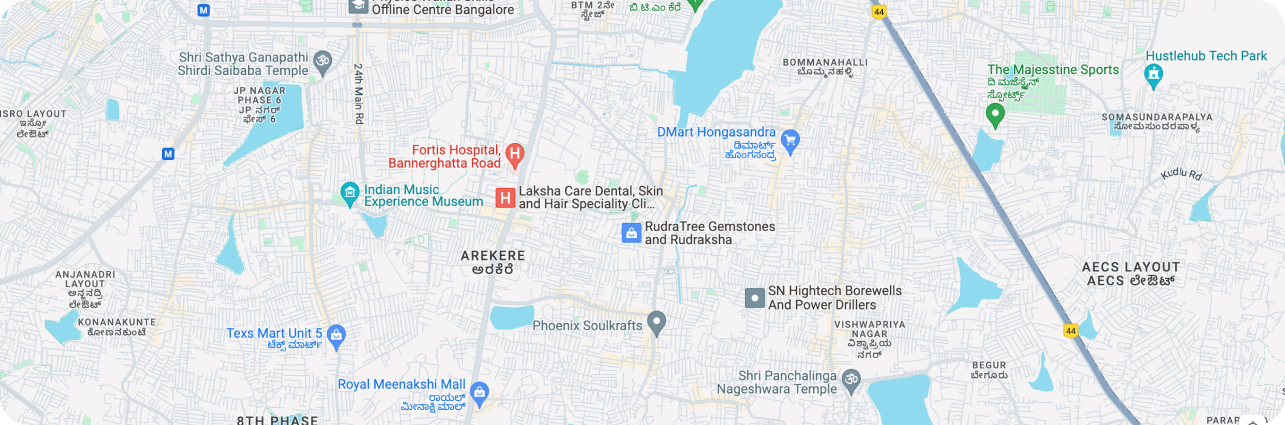 Offline Centre Bangalore
BTM 2ನೇ
ಸ್ಟೇಜ್
ಬಿ.ಟಿ.ಎಂ ಕೆರೆ
M
44
Shri Sathya Ganapathi
Shirdi Saibaba Temple
24th Main Rd
BOMMANAHALLI
ಬೊಮ್ಮನಹಳ್ಳಿ
Hustlehub Tech Park
The Majesstine Sports
ದಿ ಮಜೆಸ್ಟೈನ್
ಸ್ಪೋರ್ಟ್ಸ್
JP NAGAR
PHASE 6
JP ನಗರ್
ಫೇಸ್ 6
ISRO LAYOUT
ಇಸ್ರೋ
ಲೇಔಟ್
SOMASUNDARAPALYA
ಸೋಮಸುಂದರಪಾಳ್ಯ
DMart Hongasandra
ಡಿಮಾರ್ಟ್
ಹೊಂಗಸಂದ್ರ
M
Fortis Hospital,
Bannerghatta Road
H
Kudlu Rd
Indian Music
Experience Museum
H
Laksha Care Dental, Skin
and Hair Speciality Cli...
RudraTree Gemstones
and Rudraksha
AREKERE
ಅರಕೆರೆ
AECS LAYOUT
AECS ಲೇಔಟ್
ANJANADRI
LAYOUT
ಅನ್ಜನದ್ರಿ
ಲೇಔಟ್
SN Hightech Borewells
And Power Drillers
KONANAKUNTE
ಕೋಣನಕುಂಟೆ
Phoenix Soulkrafts
VISHWAPRIYA
NAGAR
ವಿಶ್ವಾಪ್ರಿಯ
ನಗರ್
44
Texs Mart Unit 5
ಟೆಕ್ಸ್ ಮಾರ್ಟ್
BEGUR
ಬೇಗೂರು
Shri Panchalinga
Nageshwara Temple
Royal Meenakshi Mall
ರಾಯಲ್
ಮೀನಾಕ್ಷಿ ಮಾಲ್
8TH PHASE